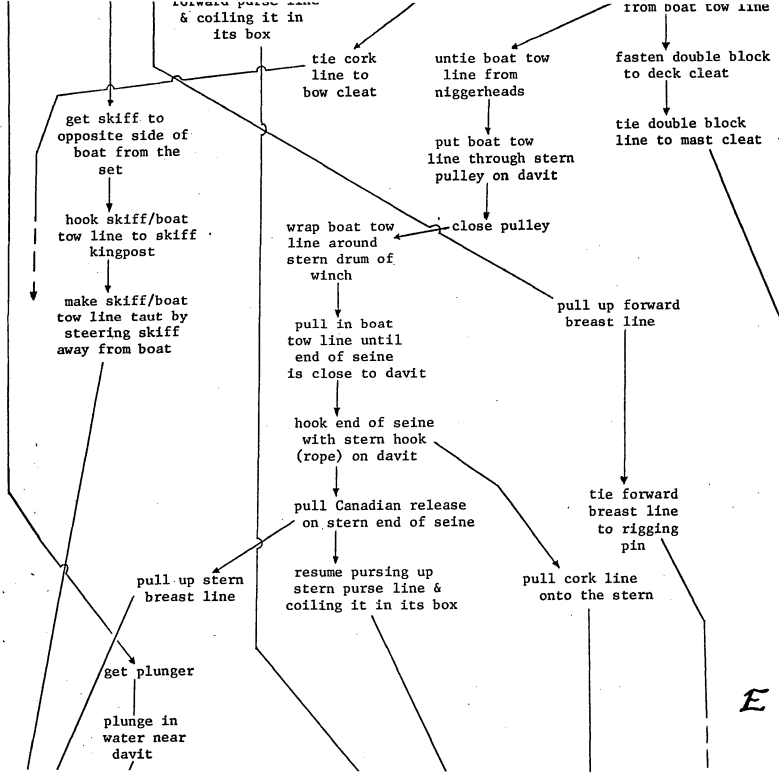 forward purse line
& coiling it in
its box
from boat tow line
tie cork
line to
bow cleat
untie boat tow
line from
niggerheads
fasten double block
to deck cleat
get skiff to
opposite side of
boat from the
set
put boat tow
line through stern
pulley on davit
tie double block
line to mast cleat
hook skiff/boat
tow line to skiff
kingpost
wrap boat tow
line around
stern drum of
winch
close pulley
make skiff/boat
tow line taut by
steering skiff
away from boat
pull in boat
tow line until
end of seine
is close to davit
pull up forward
breast line
hook end of seine
with stern hook
(rope) on davit
pull Canadian release
on stern end of seine
tie forward
breast line
to rigging
pin
pull up stern
breast line
resume pursing up
stern purse line &
coiling it in its box
pull cork line
onto the stern
get plunger
E
plunge in
water near
davit